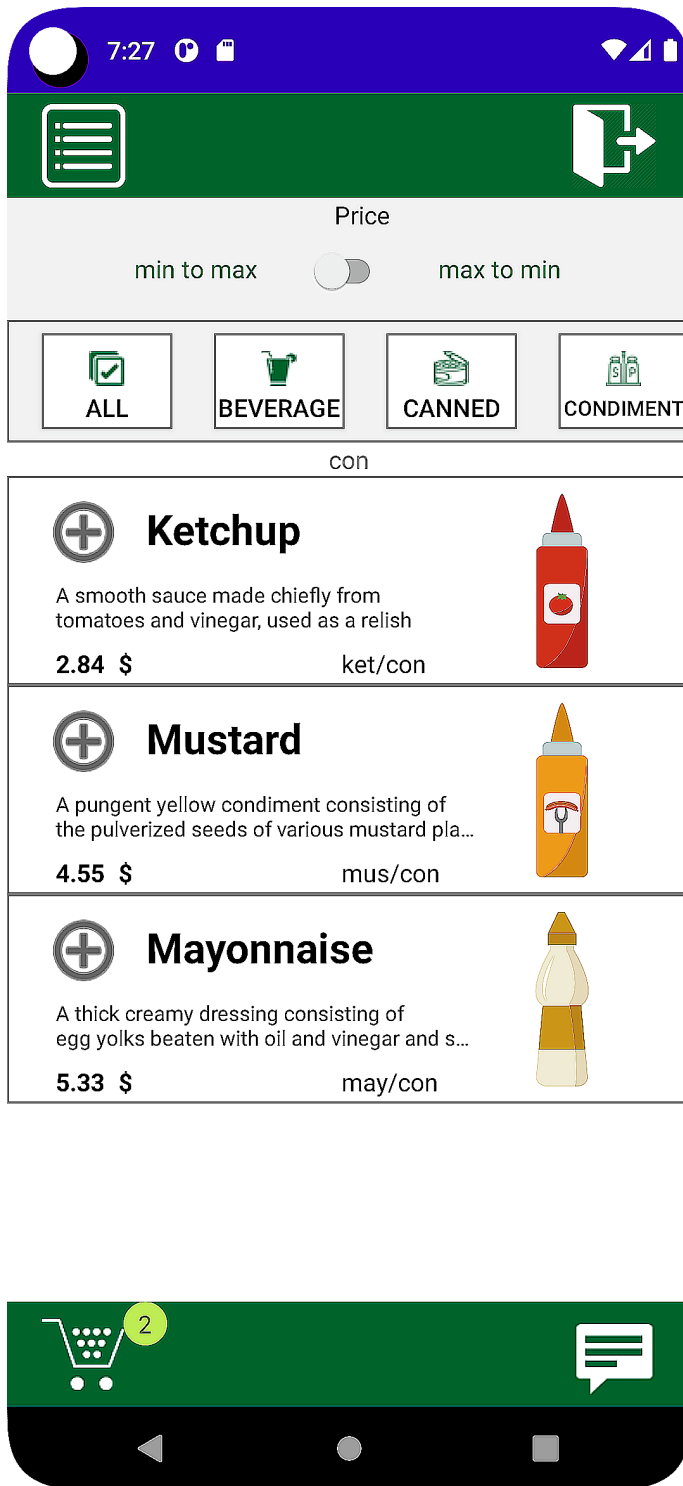 7:27
Price
min to max
max to min
ALL
BEVERAGE
CANNED
CONDIMENT
S P
con
Ketchup
A smooth sauce made chiefly from
tomatoes and vinegar, used as a relish
2.84 $
ket/con
Mustard
A pungent yellow condiment consisting of
the pulverized seeds of various mustard pla...
4.55 $
mus/con
Mayonnaise
A thick creamy dressing consisting of
egg yolks beaten with oil and vinegar and s...
5.33 $
may/con
2